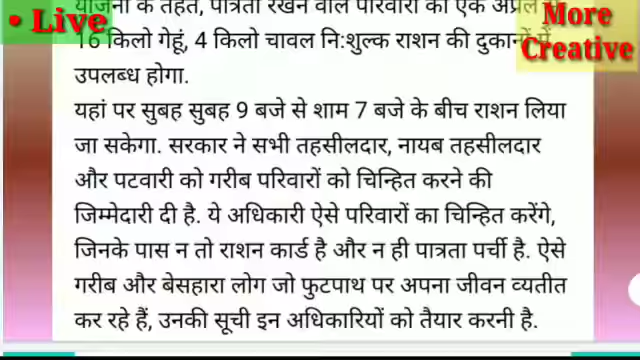 • Live
More
Creative
योजना के तहत, पात्रता रखने वाले परिवारों को एक अप्रैल
16 किलो गेहूं, 4 किलो चावल नि:शुल्क राशन की दुकानों में
उपलब्ध होगा.
यहां पर सुबह सुबह 9 बजे से शाम 7 बजे के बीच राशन लिया
जा सकेगा. सरकार ने सभी तहसीलदार, नायब तहसीलदार
और पटवारी को गरीब परिवारों को चिन्हित करने की
जिम्मेदारी दी है. ये अधिकारी ऐसे परिवारों का चिन्हित करेंगे,
जिनके पास न तो राशन कार्ड है और न ही पात्रता पर्ची है. ऐसे
गरीब और बेसहारा लोग जो फुटपाथ पर अपना जीवन व्यतीत
कर रहे हैं, उनकी सूची इन अधिकारियों को तैयार करनी है.